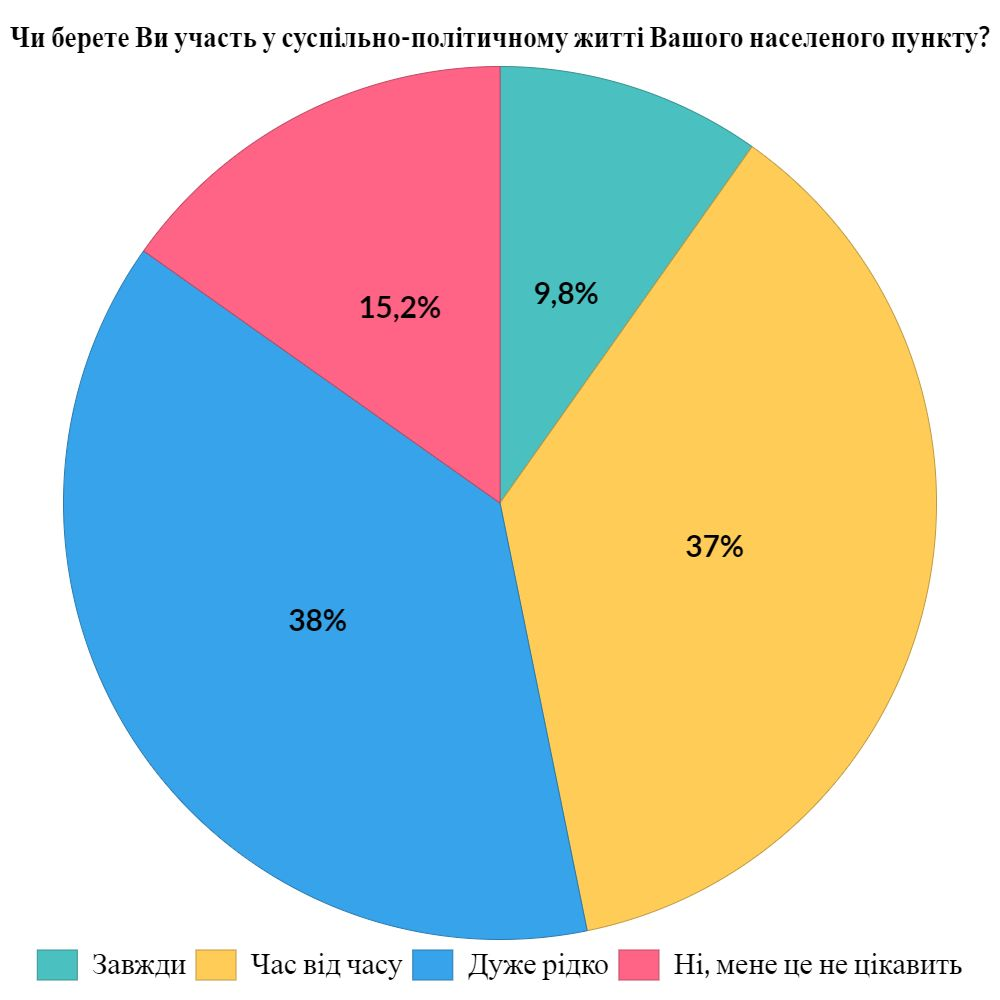 Чи берете Ви участь у суспільно-політичному житті Вашого населеного пункту?
15,2%
9,8%
37%
38%
Завжди
Час від часу
Дуже рідко
Ні, мене це не цікавить